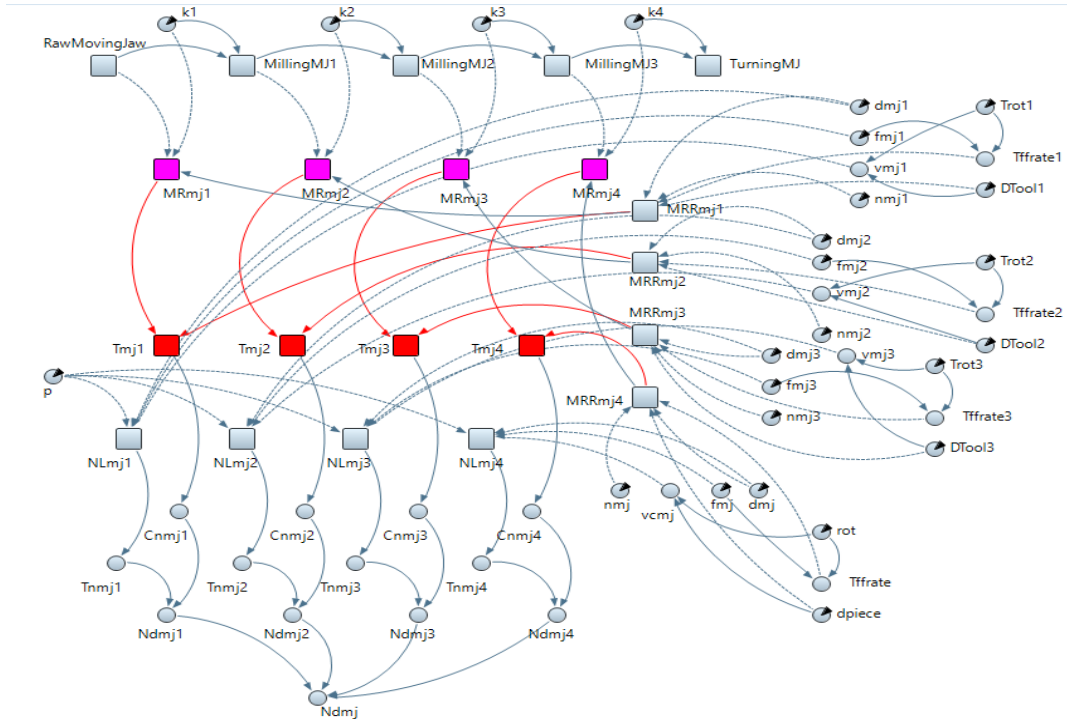 k1
k2
k3
k4
RawMovingJaw
MillingMJ1
MillingMJ2
MillingMJ3
TurningMJ
dmj1
Trot1
fmj1
Tffrate1
vmj1
DTool1
nmj1
MRmj1
MRmj2
MRmj3
MRmj4
MRRmj1
dmj2
fmj2
Trot2
MRRmj2
vmj2
Tffrate2
MRRmj3
nmj2
DTool2
Tmj1
Tmj2
Tmj3
Tmj4
dmj3
vmj3
Trot3
p
fmj3
MRRmj4
nmj3
Tffrate3
DTool3
NLmj1
NLmj2
NLmj3
NLmj4
nmj
vcmj
fmj
dmj
rot
Cnmj1
Cnmj2
Cnmj3
Cnmj4
Tnmj1
Tnmj2
Tnmj3
Tnmj4
Tffrate
dpiece
Ndmj1
Ndmj2
Ndmj3
Ndmj4
Ndmj